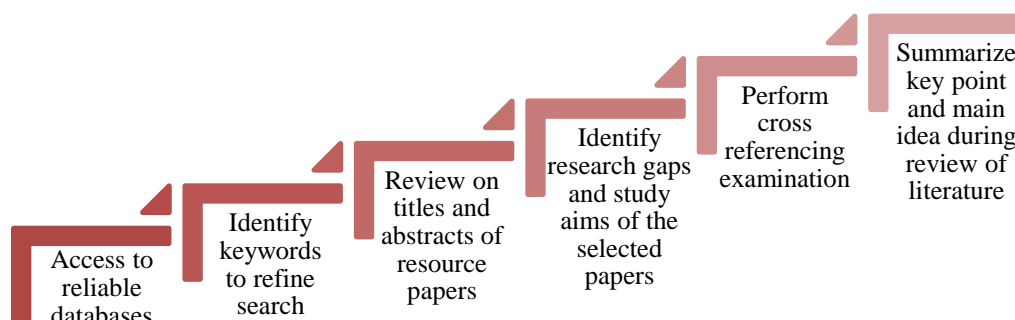 Access to
reliable
databases
Identify
keywords
to refine
search
Review on
titles and
abstracts of
resource
papers
Identify
research gaps
and study
aims of the
selected
papers
Perform
cross
referencing
examination
Summarize
key point
and main
idea during
review of
literature